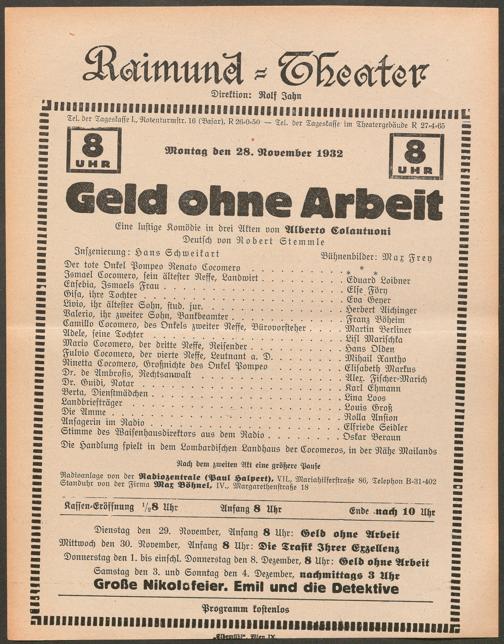 Raimund-Theater
Direktion: Rolf Jahn
Tel. der Tageskasse I., Rotenturmstr. 16 (Basar), R 26-0-50 — Tel. der Tageskasse im Theatergebäude R 27-4-65
8 UHR
Montag den 28. November 1932
8 UHR
Geld ohne Arbeit
Eine lustige Komödie in drei Akten von Alberto Colantuoni
Deutsch von Robert Stemmle
Inszenierung: Hans Schweikart Bühnenbilder: Max Frey
Der tote Onkel Pompeo Renato Cocomero . . . * * *
Ismael Cocomero, sein ältester Neffe, Landwirt . . . Eduard Loibner
Eusebia, Ismaels Frau . . . Else Föry
Gisa, ihre Tochter . . . Eva Geyer
Livio, ihr ältester Sohn, stud. jur. . . . Herbert Aichinger
Valerio, ihr zweiter Sohn, Bankbeamter . . . Franz Böheim
Camillo Cocomero, des Onkels zweiter Neffe, Bürovorsteher . . . Martin Berliner
Adele, seine Tochter . . . Lisl Marischka
Mario Cocomero, der dritte Neffe, Reisender . . . Hans Olden
Fulvio Cocomero, der vierte Neffe, Leutnant a. D. . . . Mihail Xantho
Ninetta Cocomero, Großnichte des Onkel Pompeo . . . Elisabeth Markus
Dr. de Ambrosis, Rechtsanwalt . . . Alex. Fischer-Marich
Dr. Guidi, Notar . . . Karl Ehmann
Berta, Dienstmädchen . . . Lina Loos
Landbriefträger . . . Louis Groß
Die Amme . . . Rolla Ansion
Ansagerin im Radio . . . Elfriede Seidler
Stimme des Waisenhausdirektors aus dem Radio . . . Oskar Beraun
Die Handlung spielt in dem Lombardischen Landhaus der Cocomeros, in der Nähe Mailands
Nach dem zweiten Akt eine größere Pause
Radioanlage von der Radiozentrale (Paul Halpert), VII., Mariahilferstraße 86, Telephon B-31-402
Standuhr von der Firma Max Böhnel, IV., Margarethenstraße 18
Kassen-Eröffnung 1/28 Uhr Anfang 8 Uhr Ende nach 10 Uhr
Dienstag den 29. November, Anfang 8 Uhr: Geld ohne Arbeit
Mittwoch den 30. November, Anfang 8 Uhr: Die Trafik Ihrer Exzellenz
Donnerstag den 1. bis einschl. Donnerstag den 8. Dezember, 8 Uhr: Geld ohne Arbeit
Samstag den 3. und Sonntag den 4. Dezember, nachmittags 3 Uhr
Große Nikolofeier. Emil und die Detektive
Programm kostenlos
„Elbemühl“, Wien IX.